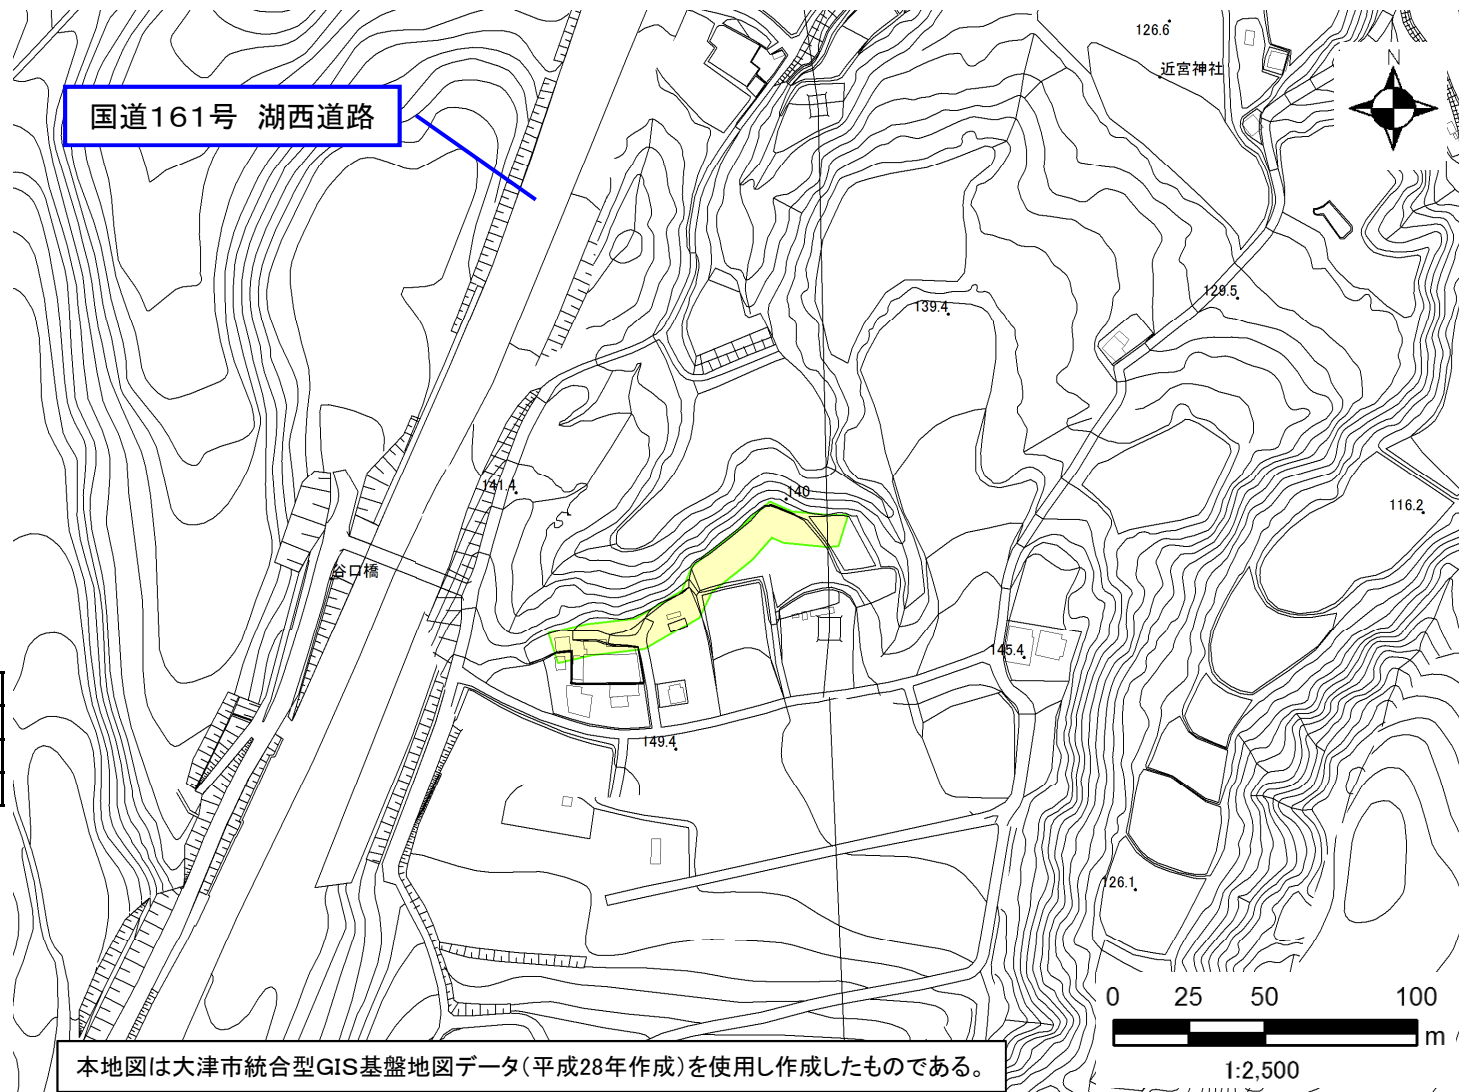 126.6
近宮神社
N
国道161号 湖西道路
129.5
139.4
141.4
140
116.2
谷口橋
145.4
149.4
126.1
0 25 50 100
m
1:2,500
本地図は大津市統合型GIS基盤地図データ(平成28年作成)を使用し作成したものである。